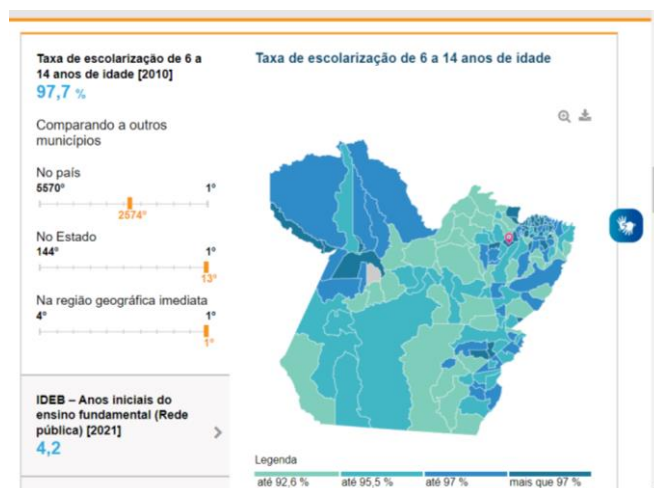 Taxa de escolarização de 6 a
14 anos de idade [2010]
97,7 %
Comparando a outros
municípios
No país
5570º 1º
2574º
No Estado
144º 1º
13º
Na região geográfica imediata
4º 1º
1º
IDEB – Anos iniciais do
ensino fundamental (Rede
pública) [2021]
4,2
Taxa de escolarização de 6 a 14 anos de idade
Legenda
até 92,6 % até 95,5 % até 97 % mais que 97 %